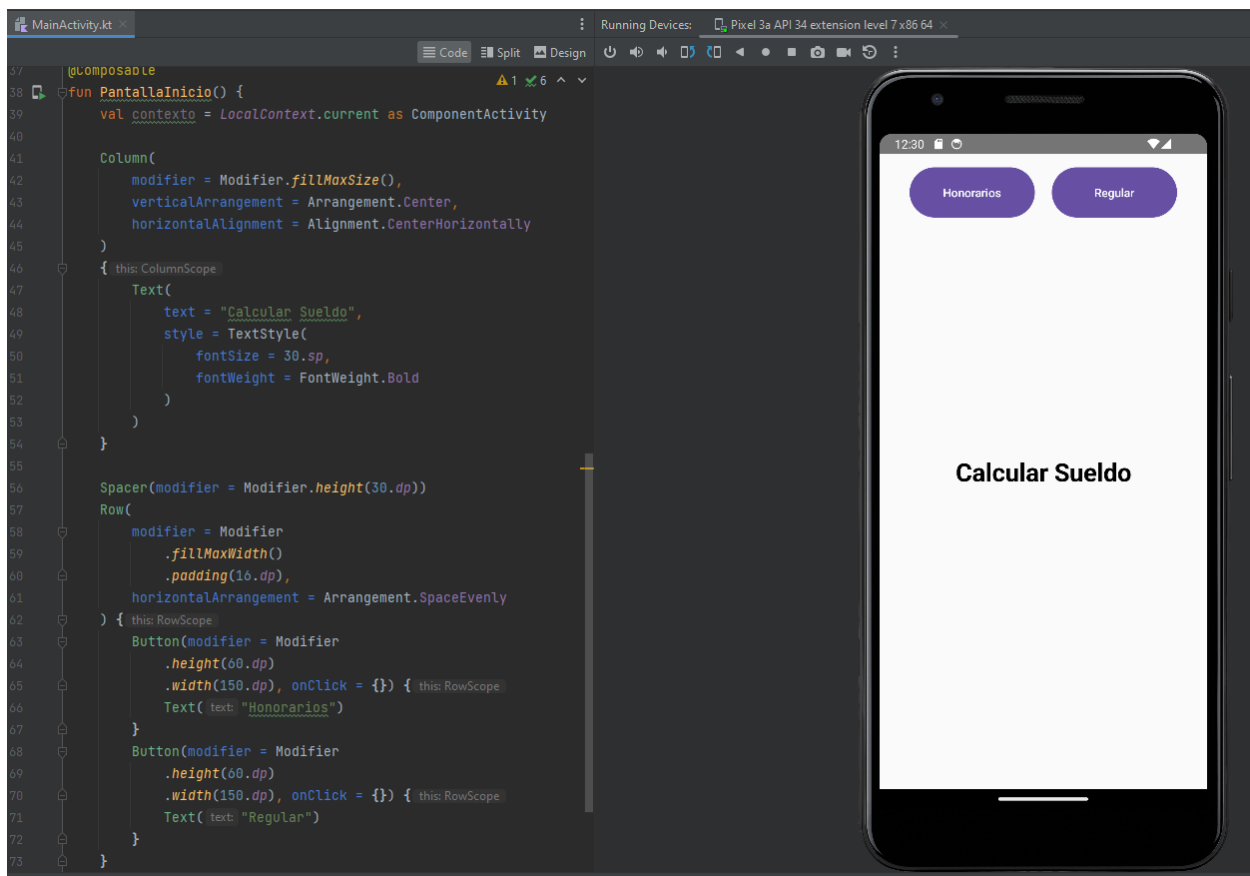 MainActivity.kt
Running Devices: Pixel 3a API 34 extension level 7 x86 64
Code Split Design
1 6
37 @Composable
38 fun PantallaInicio() {
39 val contexto = LocalContext.current as ComponentActivity
40
41 Column(
42 modifier = Modifier.fillMaxSize(),
43 verticalArrangement = Arrangement.Center,
44 horizontalAlignment = Alignment.CenterHorizontally
45 )
46 { this: ColumnScope
47 Text(
48 text = "Calcular Sueldo",
49 style = TextStyle(
50 fontSize = 30.sp,
51 fontWeight = FontWeight.Bold
52 )
53 )
54 }
55
56 Spacer(modifier = Modifier.height(30.dp))
57 Row(
58 modifier = Modifier
59 .fillMaxWidth()
60 .padding(16.dp),
61 horizontalArrangement = Arrangement.SpaceEvenly
62 ) { this: RowScope
63 Button(modifier = Modifier
64 .height(60.dp)
65 .width(150.dp), onClick = {}) { this: RowScope
66 Text( text: "Honorarios")
67 }
68 Button(modifier = Modifier
69 .height(60.dp)
70 .width(150.dp), onClick = {}) { this: RowScope
71 Text( text: "Regular")
72 }
73 }
12:30
Honorarios Regular
Calcular Sueldo